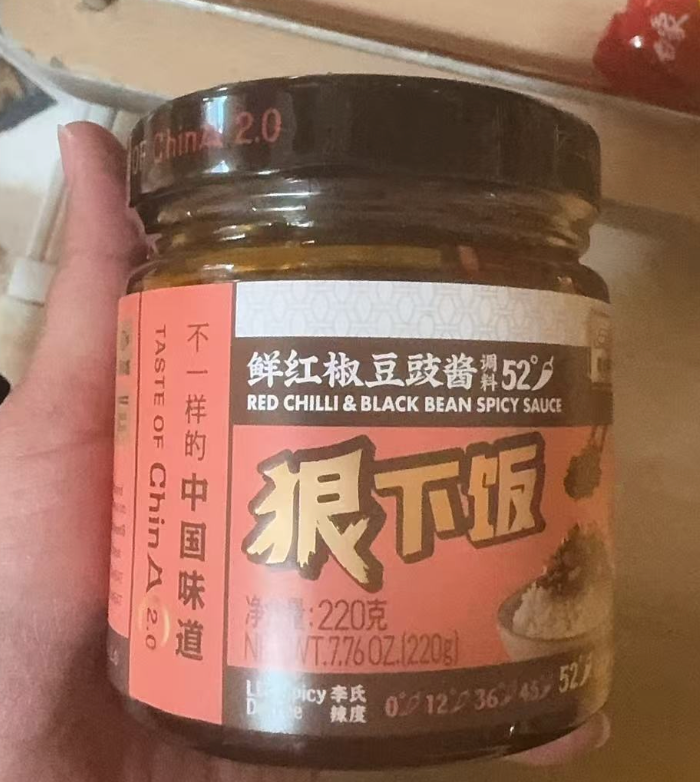 OF ChinA 2.0
不一样的中国味道
TASTE OF ChinA 2.0
鲜红椒豆豉酱 调料 52°
RED CHILLI & BLACK BEAN SPICY SAUCE
狠下饭
净含量:220克
NET WT.7.76 OZ.(220g)
Spicy 李氏
辣度
0° 12° 36° 45° 52°